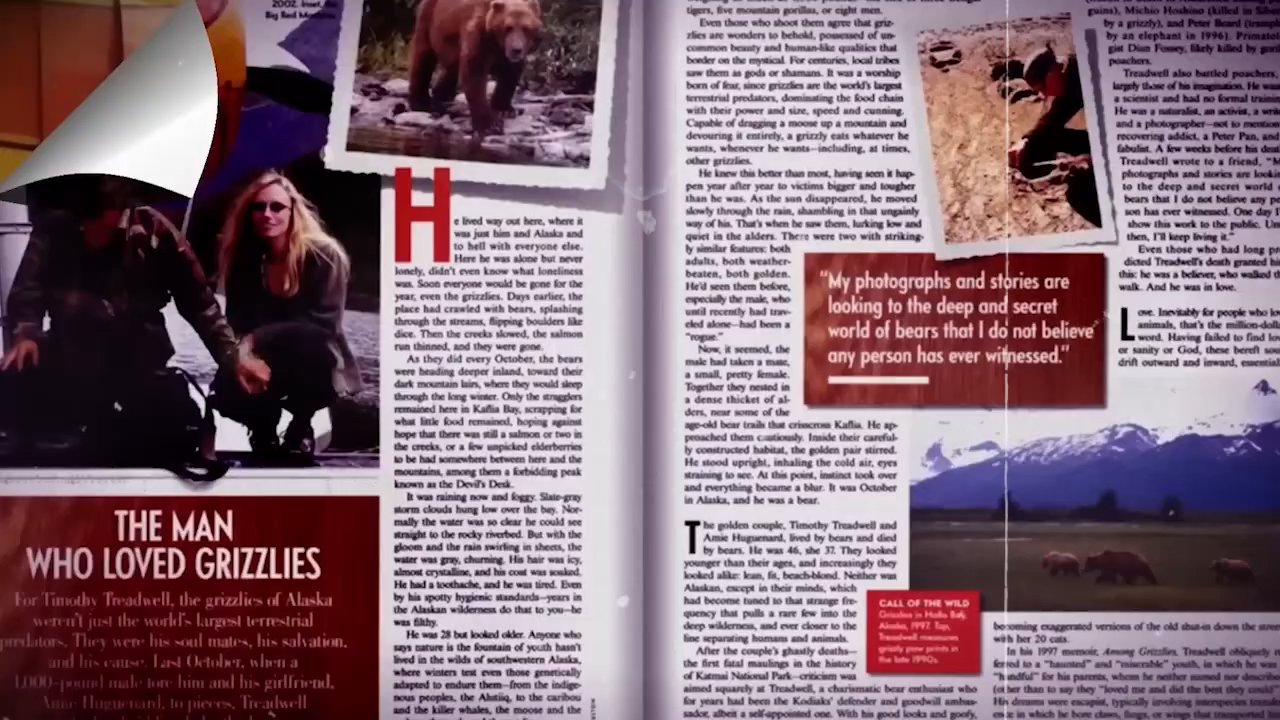 2002. Inset,
Big Red Ma
THE MAN
WHO LOVED GRIZZLIES
For Timothy Treadwell, the grizzlies of Alaska
weren't just the world's largest terrestrial
predators. They were his soul mates, his salvation,
and his cause. Last October, when a
1,000-pound male tore him and his girlfriend,
Amie Huguenard, to pieces, Treadwell
He lived way out here, where it
was just him and Alaska and
to hell with everyone else.
Here he was alone but never
lonely, didn't even know what loneliness
was. Soon everyone would be gone for the
year, even the grizzlies. Days earlier, the
place had crawled with bears, splashing
through the streams, flipping boulders like
dice. Then the creeks slowed, the salmon
run thinned, and they were gone.
As they did every October, the bears
were heading deeper inland, toward their
dark mountain lairs, where they would sleep
through the long winter. Only the stragglers
remained here in Kaflia Bay, scrapping for
what little food remained, hoping against
hope that there was still a salmon or two in
the creeks, or a few unpicked elderberries
to be had somewhere between here and the
mountains, among them a forbidding peak
known as the Devil's Desk.
It was raining now and foggy. Slate-gray
storm clouds hung low over the bay. Nor-
mally the water was so clear he could see
straight to the rocky riverbed. But with the
gloom and the rain swirling in sheets, the
water was gray, churning. His hair was icy,
almost crystalline, and his coat was soaked.
He had a toothache, and he was tired. Even
by his spotty hygienic standards—years in
the Alaskan wilderness do that to you—he
was filthy.
He was 28 but looked older. Anyone who
says nature is the fountain of youth hasn't
lived in the wilds of southwestern Alaska,
where winters test even those genetically
adapted to endure them—from the indige-
nous peoples, the Alutiiq, to the caribou
and the killer whales, the moose and the
tigers, five mountain gorillas, or eight men.
Even those who shoot them agree that griz-
zlies are wonders to behold, possessed of un-
common beauty and human-like qualities that
border on the mystical. For centuries, local tribes
saw them as gods or shamans. It was a worship
born of fear, since grizzlies are the world's largest
terrestrial predators, dominating the food chain
with their power and size, speed and cunning.
Capable of dragging a moose up a mountain and
devouring it entirely, a grizzly eats whatever he
wants, whenever he wants—including, at times,
other grizzlies.
He knew this better than most, having seen it hap-
pen year after year to victims bigger and tougher
than he was. As the sun disappeared, he moved
slowly through the rain, shambling in that ungainly
way of his. That's when he saw them, lurking low and
quiet in the alders. There were two with striking-
ly similar features: both
adults, both weather-
beaten, both golden.
He'd seen them before,
especially the male, who
until recently had trav-
eled alone—had been a
"rogue."
Now, it seemed, the
male had taken a mate,
a small, pretty female.
Together they nested in
a dense thicket of al-
ders, near some of the
age-old bear trails that crisscross Kaflia. He ap-
proached them cautiously. Inside their careful-
ly constructed habitat, the golden pair stirred.
He stood upright, inhaling the cold air, eyes
straining to see. At this point, instinct took over
and everything became a blur. It was October
in Alaska, and he was a bear.
The golden couple, Timothy Treadwell and
Amie Huguenard, lived by bears and died
by bears. He was 46, she 37. They looked
younger than their ages, and increasingly they
looked alike: lean, fit, beach-blond. Neither was
Alaskan, except in their minds, which
had become tuned to that strange fre-
quency that pulls a rare few into the
deep wilderness, and ever closer to the
line separating humans and animals.
After the couple's ghastly deaths—
the first fatal maulings in the history
of Katmai National Park—criticism was
aimed squarely at Treadwell, a charismatic bear enthusiast who
for years had been the Kodiaks' defender and goodwill ambas-
sador, albeit a self-appointed one. With his good looks and goofy,
"My photographs and stories are
looking to the deep and secret
world of bears that I do not believe
any person has ever witnessed."
CALL OF THE WILD
Grizzlies in Hallo Bay,
Alaska, 1997. Top,
Treadwell measures
grizzly paw prints in
the late 1990s.
guins), Michio Hoshino (killed in
by a grizzly), and Peter Beard
by an elephant in 1996).
gist Dian Fossey, likely killed by
poachers.
Treadwell also battled poachers,
largely those of his imagination. He
a scientist and had no formal
He was a naturalist, an activist, a
and a photographer—not to mention
recovering addict, a Peter Pan, and
fabulist. A few weeks before his
Treadwell wrote to a friend,
photographs and stories are
to the deep and secret world
bears that I do not believe any
son has ever witnessed. One day
show this work to the public.
then, I'll keep living it."
Even those who had long
dicted Treadwell's death granted
this: he was a believer, who walked
walk. And he was in love.
Love. Inevitably for people who
animals, that's the
word. Having failed to find
or sanity or God, these bereft
drift outward and inward,
becoming exaggerated versions of the old shut-in down the
with her 20 cats.
In his 1997 memoir, Among Grizzlies, Treadwell obliquely
ferred to a "haunted" and "miserable" youth, in which he was
"handful" for his parents, whom he neither named nor
(other than to say they "loved me and did the best they could"
His dreams were escapist, typically involving interspecies
ence in which he bore claws, fangs,